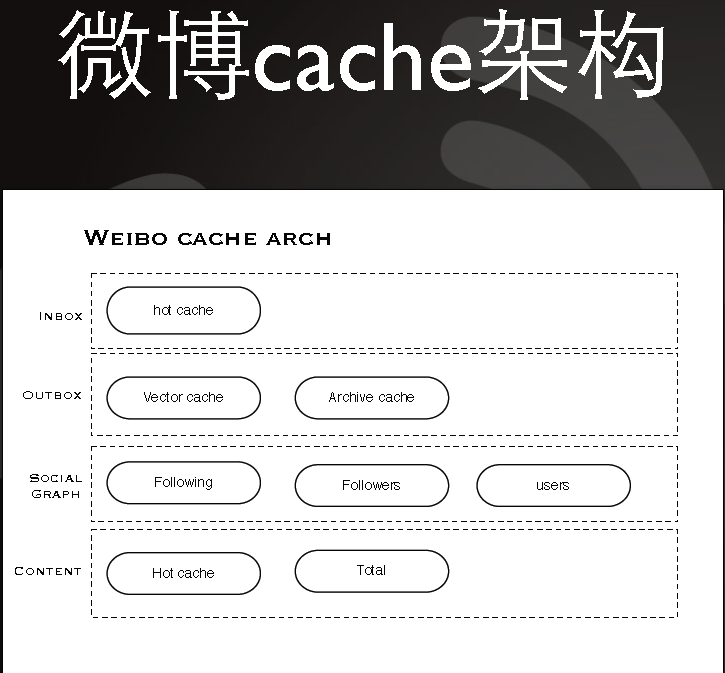 微博cache架构
Weibo cache arch
Inbox
hot cache
Outbox
Vector cache
Archive cache
Social
Graph
Following
Followers
users
Content
Hot cache
Total